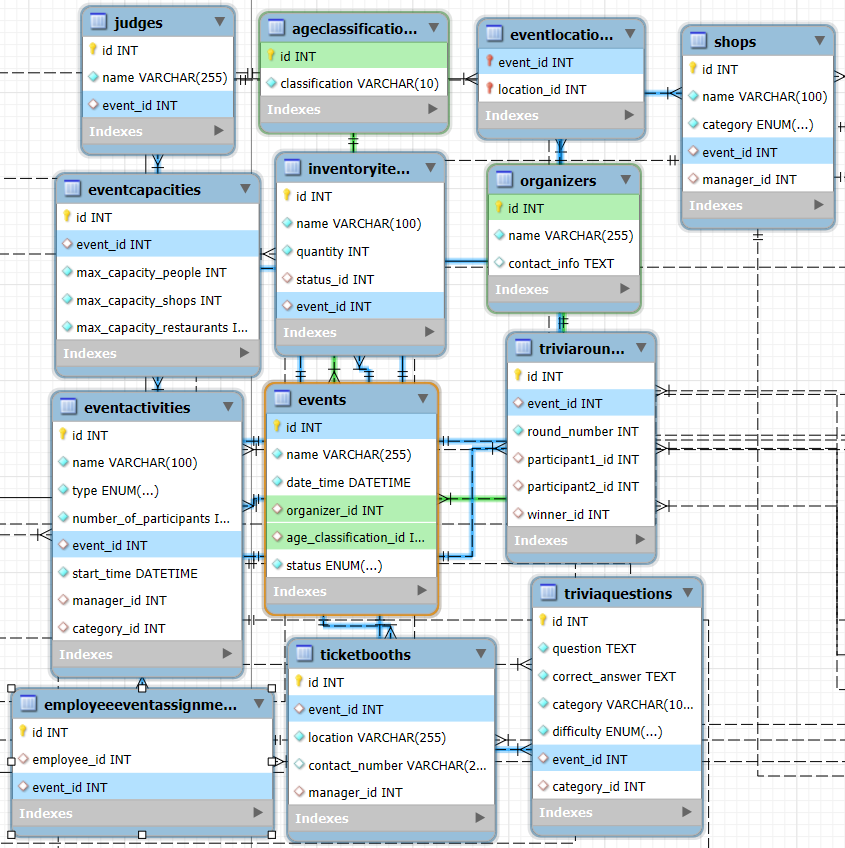 judges
id INT
name VARCHAR(255)
event_id INT
Indexes
ageclassificatio...
id INT
classification VARCHAR(10)
Indexes
eventlocatio...
event_id INT
location_id INT
Indexes
shops
id INT
name VARCHAR(100)
category ENUM(...)
event_id INT
manager_id INT
Indexes
eventcapacities
id INT
event_id INT
max_capacity_people INT
max_capacity_shops INT
max_capacity_restaurants I...
Indexes
inventoryite...
id INT
name VARCHAR(100)
quantity INT
status_id INT
event_id INT
Indexes
organizers
id INT
name VARCHAR(255)
contact_info TEXT
Indexes
eventactivities
id INT
name VARCHAR(100)
type ENUM(...)
number_of_participants I...
event_id INT
start_time DATETIME
manager_id INT
category_id INT
Indexes
events
id INT
name VARCHAR(255)
date_time DATETIME
organizer_id INT
age_classification_id I...
status ENUM(...)
Indexes
triviaroun...
id INT
event_id INT
round_number INT
participant1_id INT
participant2_id INT
winner_id INT
Indexes
employeeeventassignme...
id INT
employee_id INT
event_id INT
Indexes
ticketbooths
id INT
event_id INT
location VARCHAR(255)
contact_number VARCHAR(2...
manager_id INT
Indexes
triviaquestions
id INT
question TEXT
correct_answer TEXT
category VARCHAR(10...
difficulty ENUM(...)
event_id INT
category_id INT
Indexes